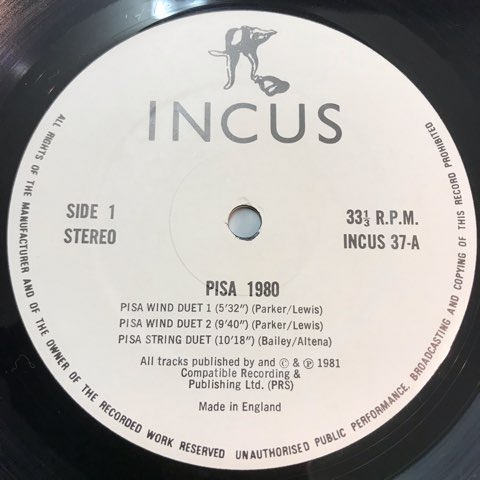 INCUS
SIDE 1
STEREO
33⅓ R.P.M.
INCUS 37-A
PISA 1980
PISA WIND DUET 1 (5'32") (Parker/Lewis)
PISA WIND DUET 2 (9'40") (Parker/Lewis)
PISA STRING DUET (10'18") (Bailey/Altena)
All tracks published by and © & ℗ 1981
Compatible Recording &
Publishing Ltd. (PRS)
Made in England
ALL RIGHTS OF THE MANUFACTURER AND OF THE OWNER OF THE RECORDED WORK RESERVED UNAUTHORISED PUBLIC PERFORMANCE, BROADCASTING AND COPYING OF THIS RECORD PROHIBITED